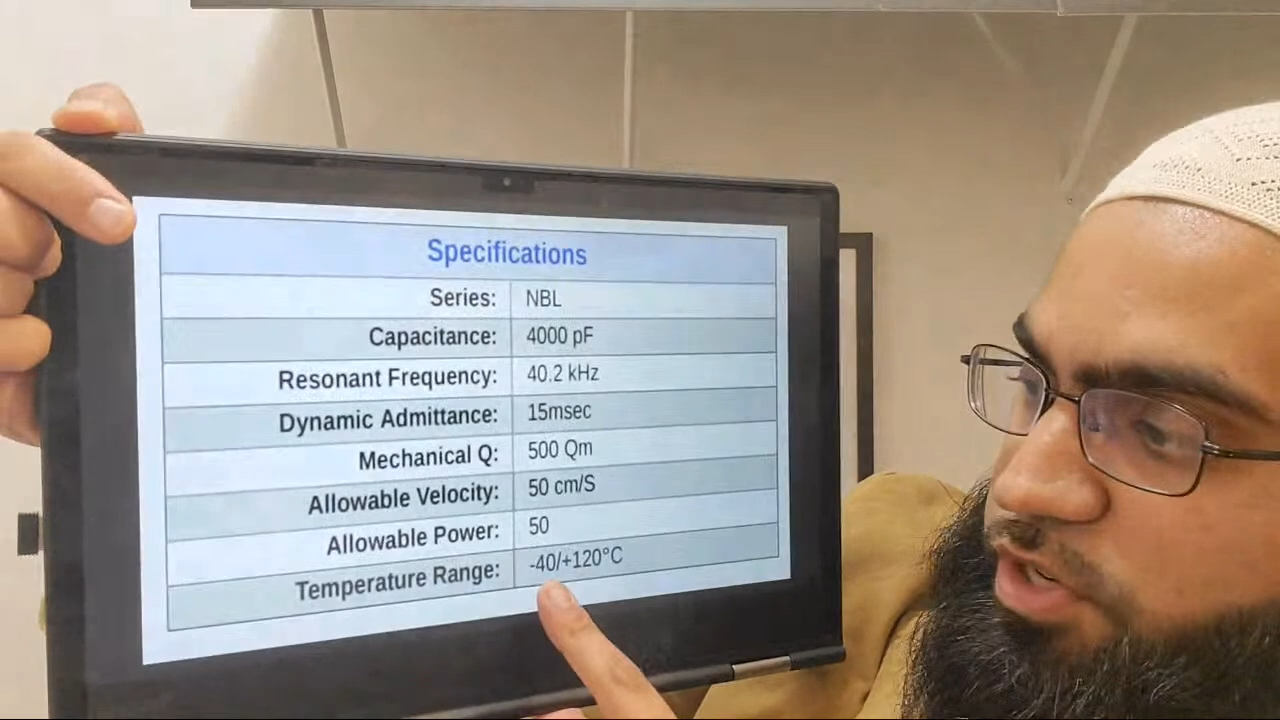 Specifications
Series: NBL
Capacitance: 4000 pF
Resonant Frequency: 40.2 kHz
Dynamic Admittance: 15msec
Mechanical Q: 500 Qm
Allowable Velocity: 50 cm/S
Allowable Power: 50
Temperature Range: -40/+120°C